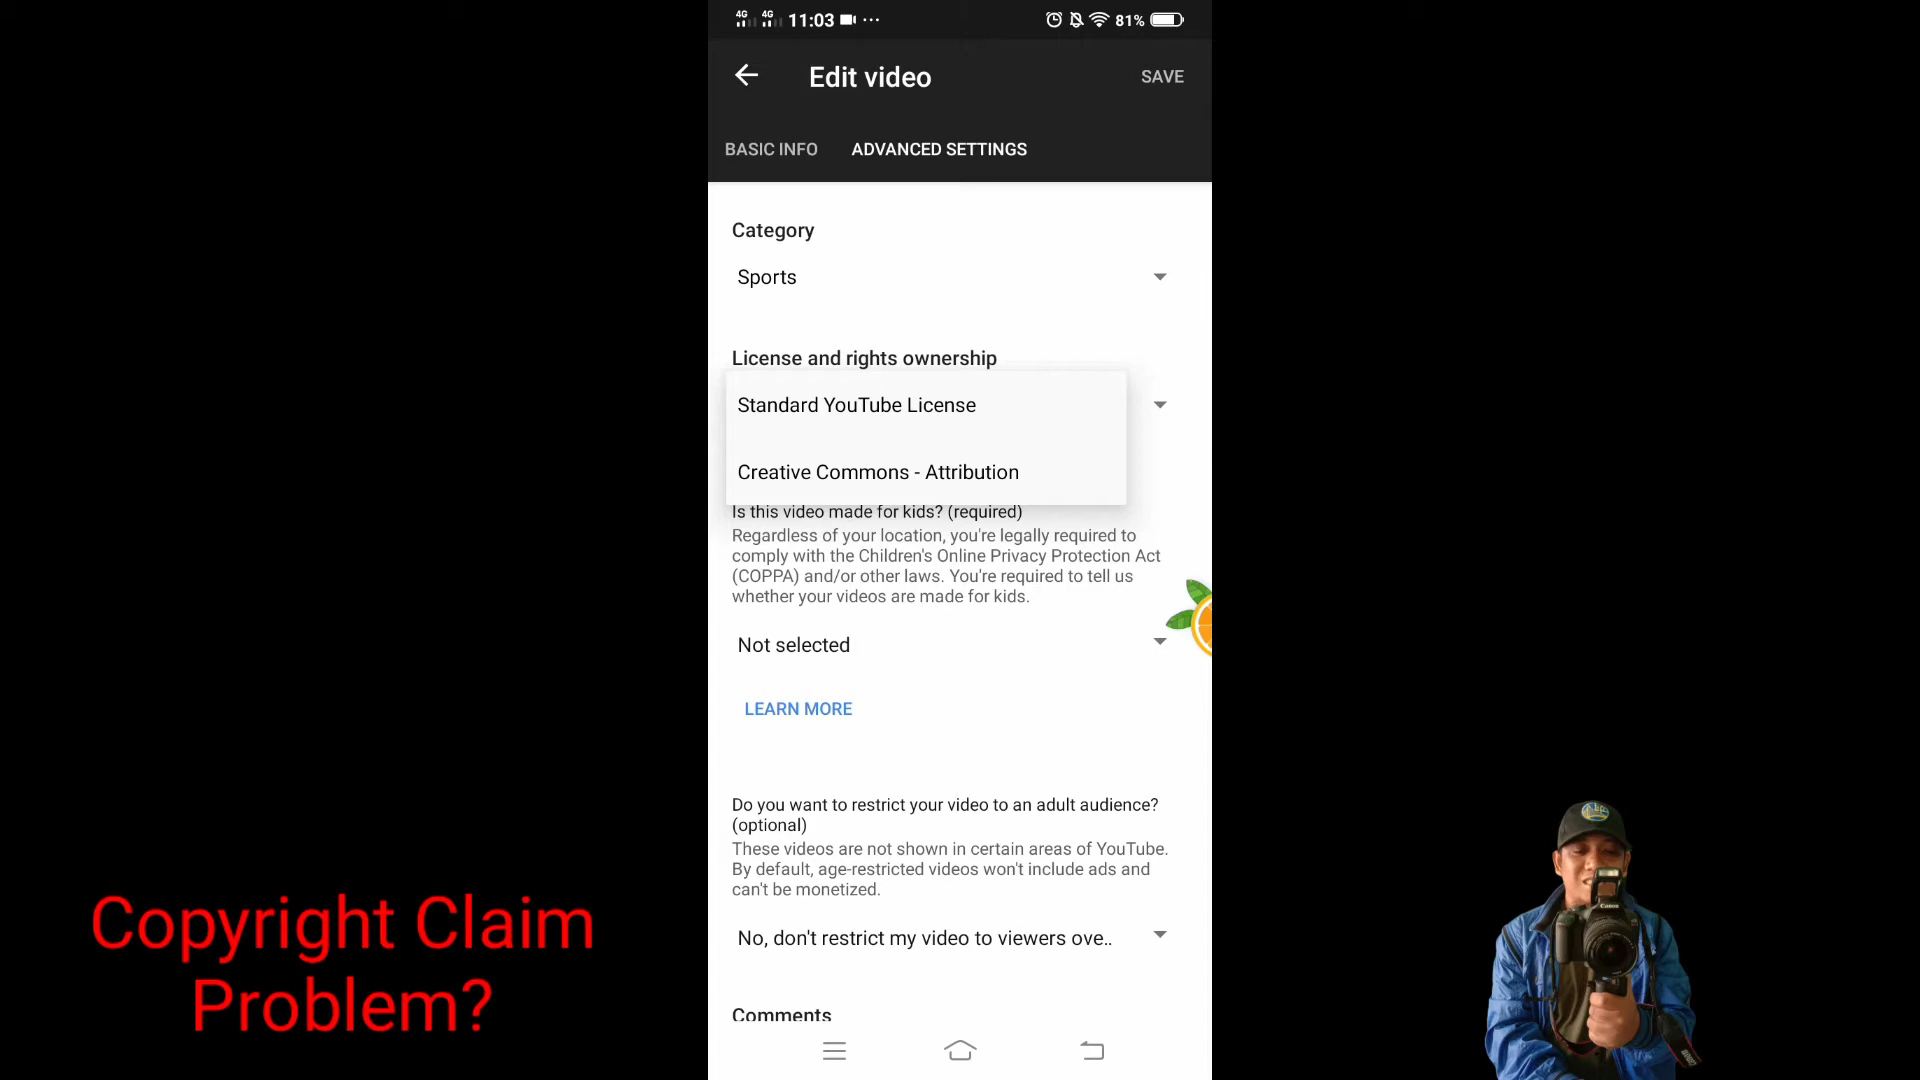 4G 4G 11:03 81%
Edit video SAVE
BASIC INFO ADVANCED SETTINGS
Category
Sports
License and rights ownership
Standard YouTube License
Creative Commons - Attribution
Is this video made for kids? (required)
Regardless of your location, you're legally required to
comply with the Children's Online Privacy Protection Act
(COPPA) and/or other laws. You're required to tell us
whether your videos are made for kids.
Not selected
LEARN MORE
Do you want to restrict your video to an adult audience?
(optional)
These videos are not shown in certain areas of YouTube.
By default, age-restricted videos won't include ads and
can't be monetized.
No, don't restrict my video to viewers ove..
Comments
Copyright Claim
Problem?
Canon